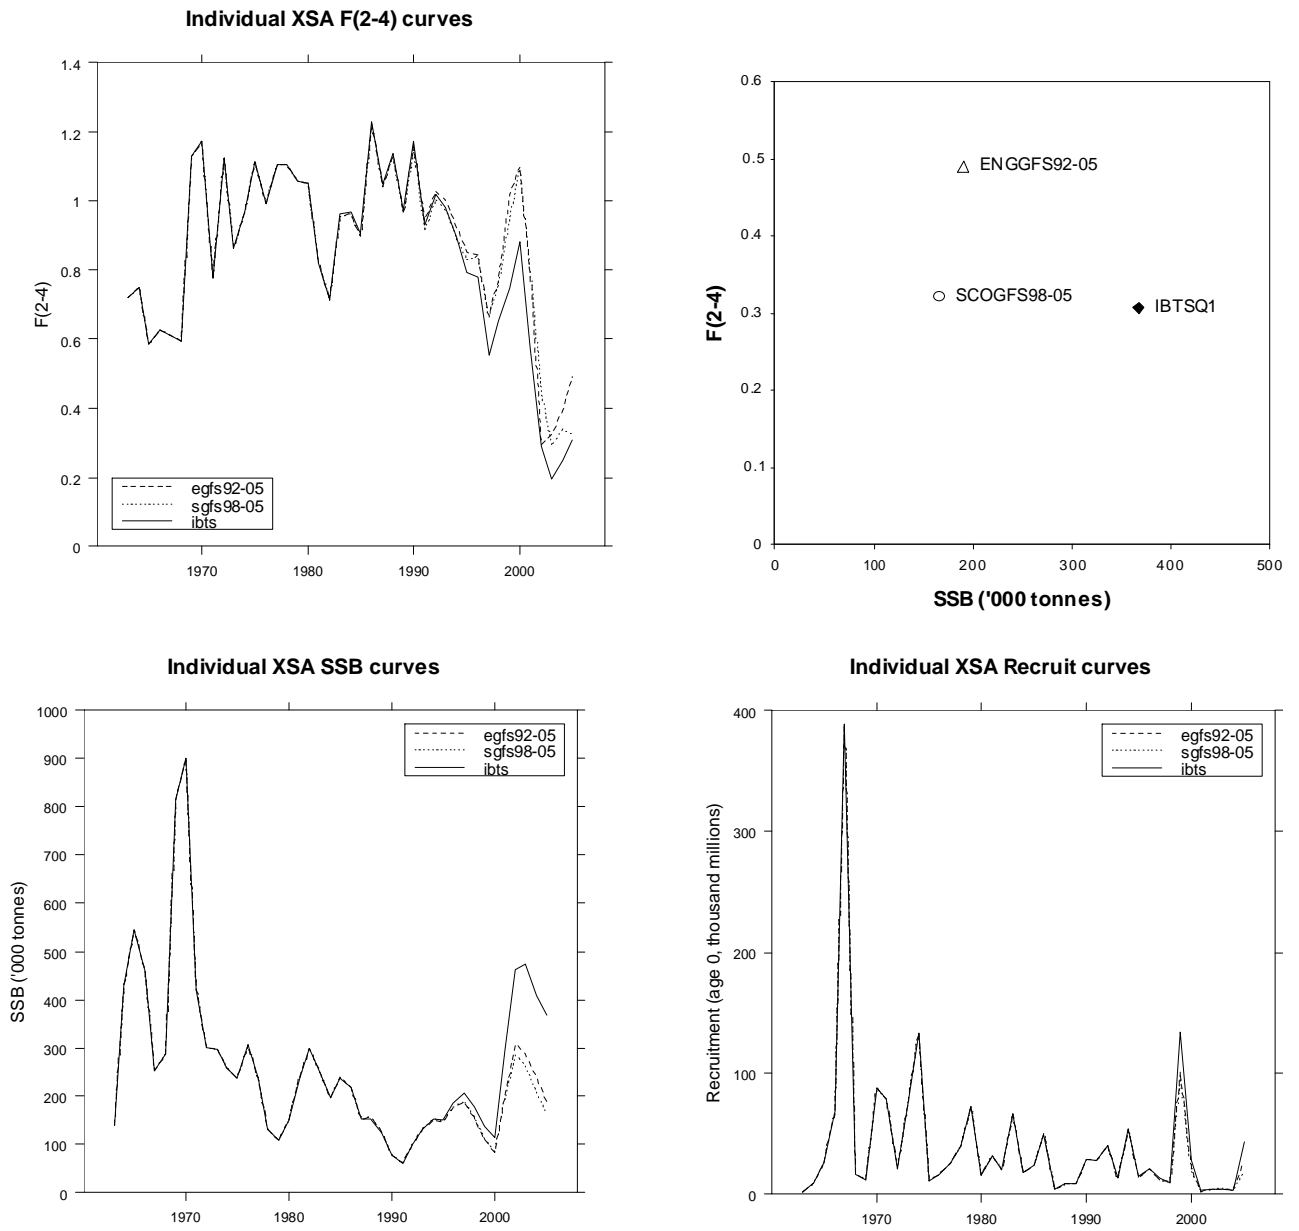 Individual XSA F(2-4) curves
1.4
1.2
1
0.8
0.6
0.4
0.2
0
F(2-4)
egfs92-05
sgfs98-05
ibts
1970
1980
1990
2000
0.6
0.5
0.4
0.3
0.2
0.1
0
F(2-4)
ENGGFS92-05
SCOGFS98-05
IBTSQ1
0
100
200
300
400
500
SSB ('000 tonnes)
Individual XSA SSB curves
1000
900
800
700
600
500
400
300
200
100
0
SSB ('000 tonnes)
egfs92-05
sgfs98-05
ibts
1970
1980
1990
2000
Individual XSA Recruit curves
400
300
200
100
0
Recruitment (age 0, thousand millions)
egfs92-05
sgfs98-05
ibts
1970
1980
1990
2000